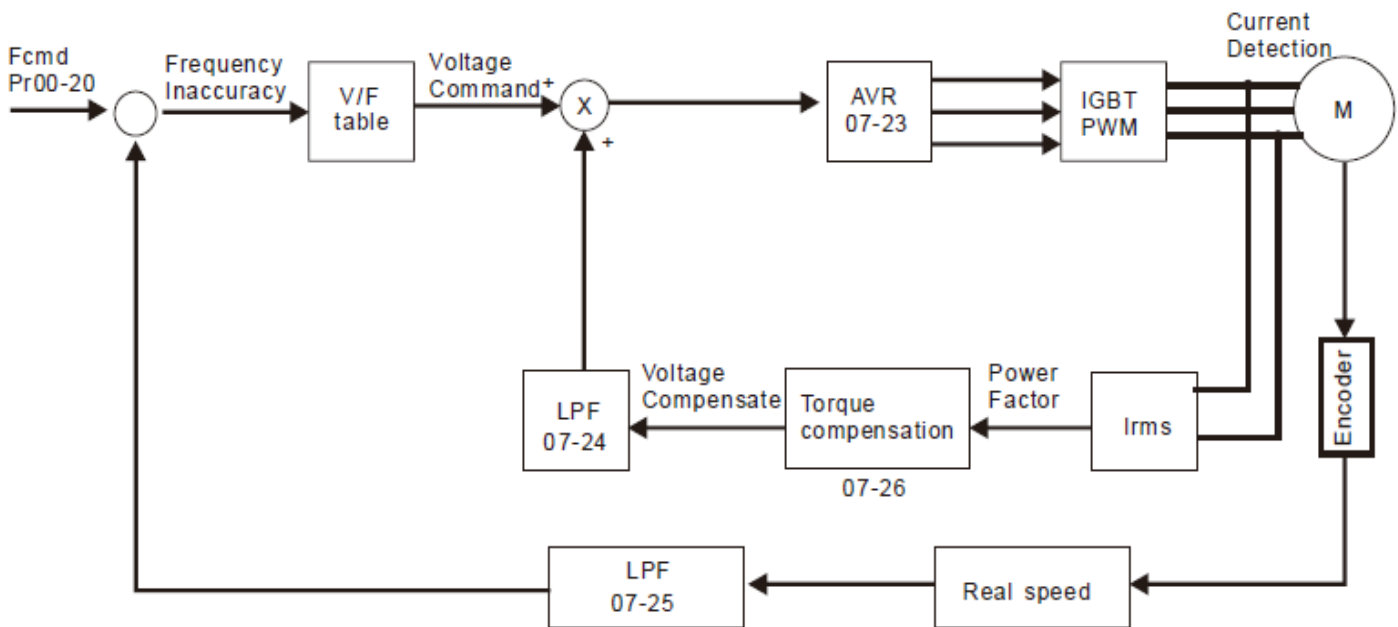 Fcmd
Pr00-20
Frequency
Inaccuracy
V/F
table
Voltage
Command+
X
+
AVR
07-23
IGBT
PWM
Current
Detection
M
LPF
07-24
Voltage
Compensate
Torque
compensation
07-26
Power
Factor
Irms
Encoder
LPF
07-25
Real speed